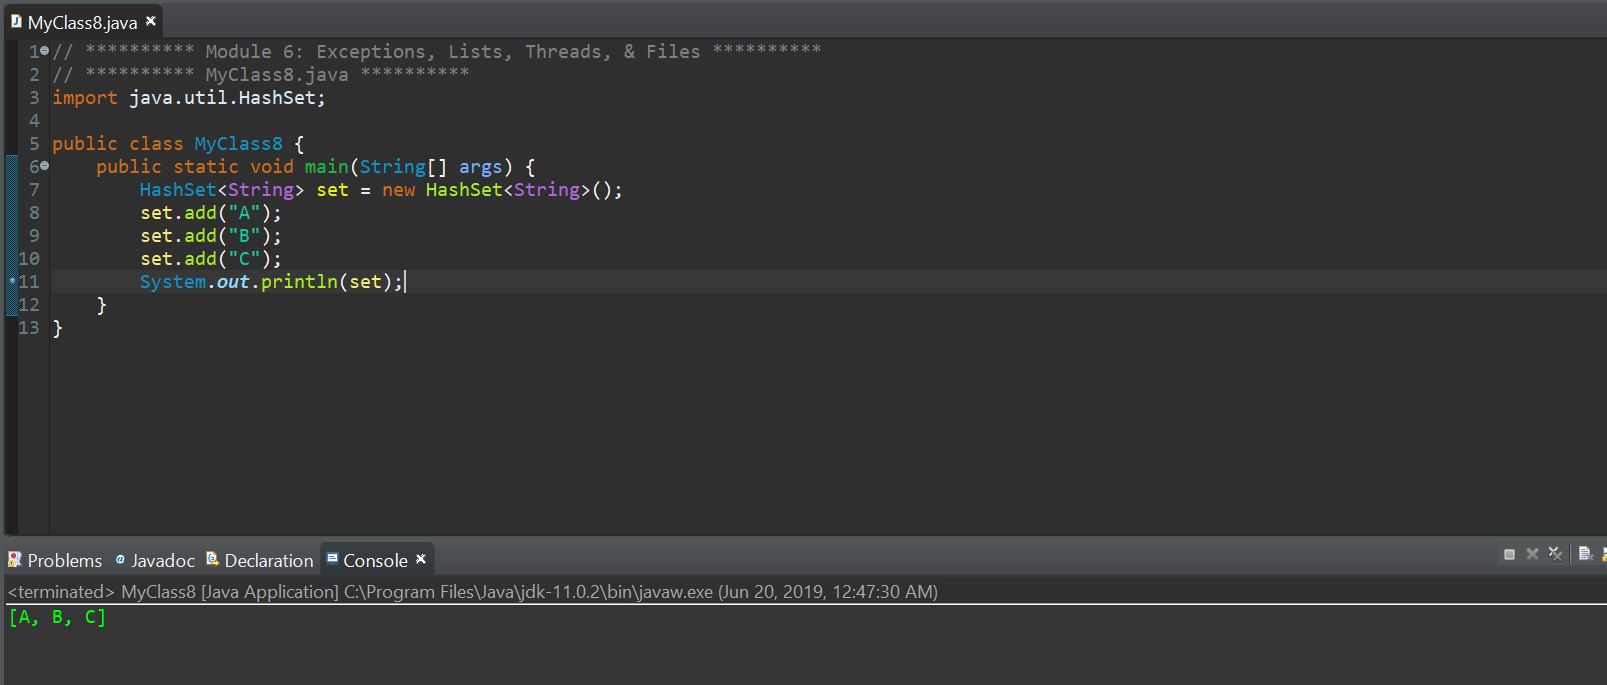 MyClass8.java
1 // ********** Module 6: Exceptions, Lists, Threads, & Files **********
2 // ********** MyClass8.java **********
3 import java.util.HashSet;
4
5 public class MyClass8 {
6     public static void main(String[] args) {
7         HashSet<String> set = new HashSet<String>();
8         set.add("A");
9         set.add("B");
10         set.add("C");
11         System.out.println(set);
12     }
13 }
Problems Javadoc Declaration Console
<terminated> MyClass8 [Java Application] C:\Program Files\Java\jdk-11.0.2\bin\javaw.exe (Jun 20, 2019, 12:47:30 AM)
[A, B, C]